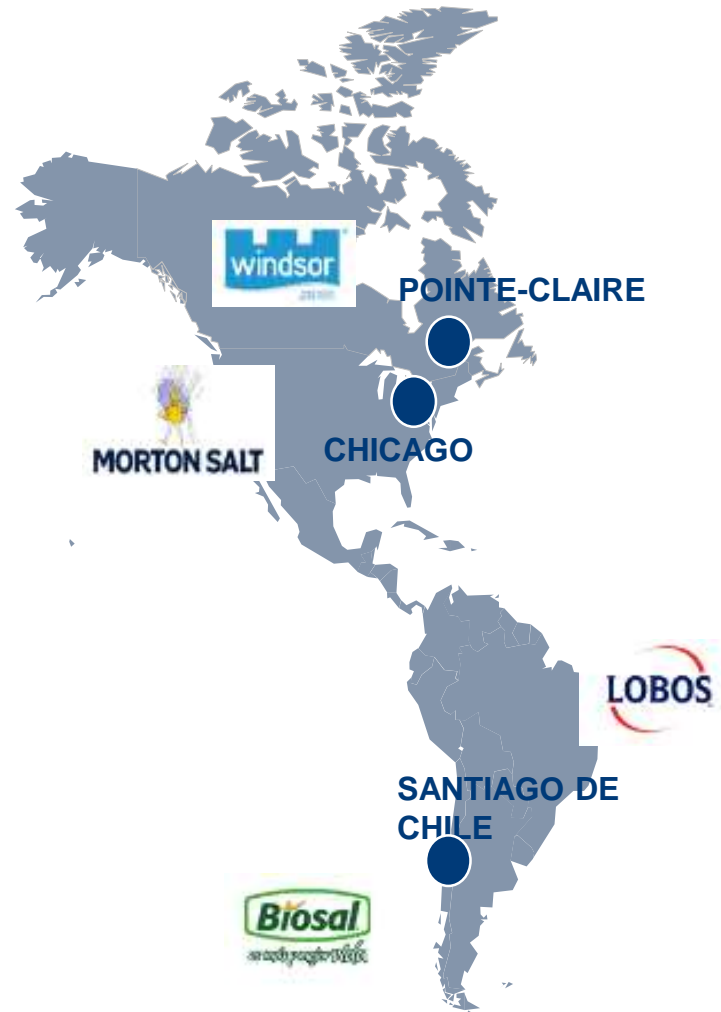 windsor
POINTE-CLAIRE
MORTON SALT
CHICAGO
LOBOS
SANTIAGO DE
CHILE
Biosal